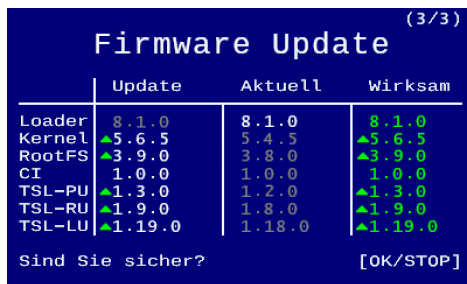 (3/3)
Firmware Update
Update Aktuell Wirksam
Loader 8.1.0 8.1.0 8.1.0
Kernel ▲5.6.5 5.4.5 ▲5.6.5
RootFS ▲3.9.0 3.8.0 ▲3.9.0
CI 1.0.0 1.0.0 1.0.0
TSL-PU ▲1.3.0 1.2.0 ▲1.3.0
TSL-RU ▲1.9.0 1.8.0 ▲1.9.0
TSL-LU ▲1.19.0 1.18.0 ▲1.19.0
Sind Sie sicher? [OK/STOP]